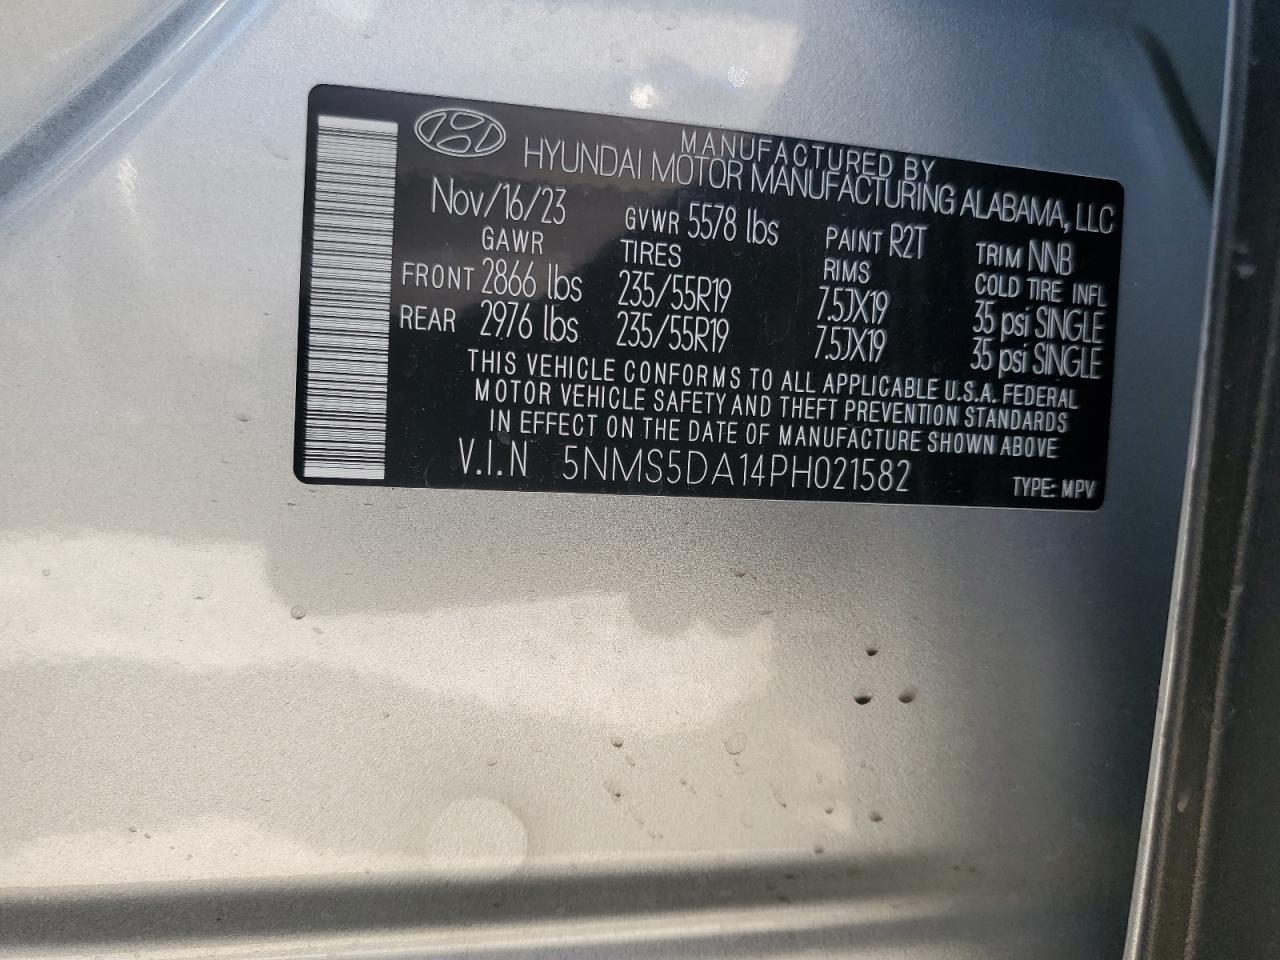 MANUFACTURED BY
HYUNDAI MOTOR MANUFACTURING ALABAMA, LLC
Nov/16/23 GVWR 5578 lbs PAINT R2T TRIM NNB
GAWR TIRES RIMS COLD TIRE INFL
FRONT 2866 lbs 235/55R19 7.5JX19 35 psi SINGLE
REAR 2976 lbs 235/55R19 7.5JX19 35 psi SINGLE
THIS VEHICLE CONFORMS TO ALL APPLICABLE U.S.A. FEDERAL
MOTOR VEHICLE SAFETY AND THEFT PREVENTION STANDARDS
IN EFFECT ON THE DATE OF MANUFACTURE SHOWN ABOVE
V.I.N 5NMS5DA14PH021582 TYPE: MPV